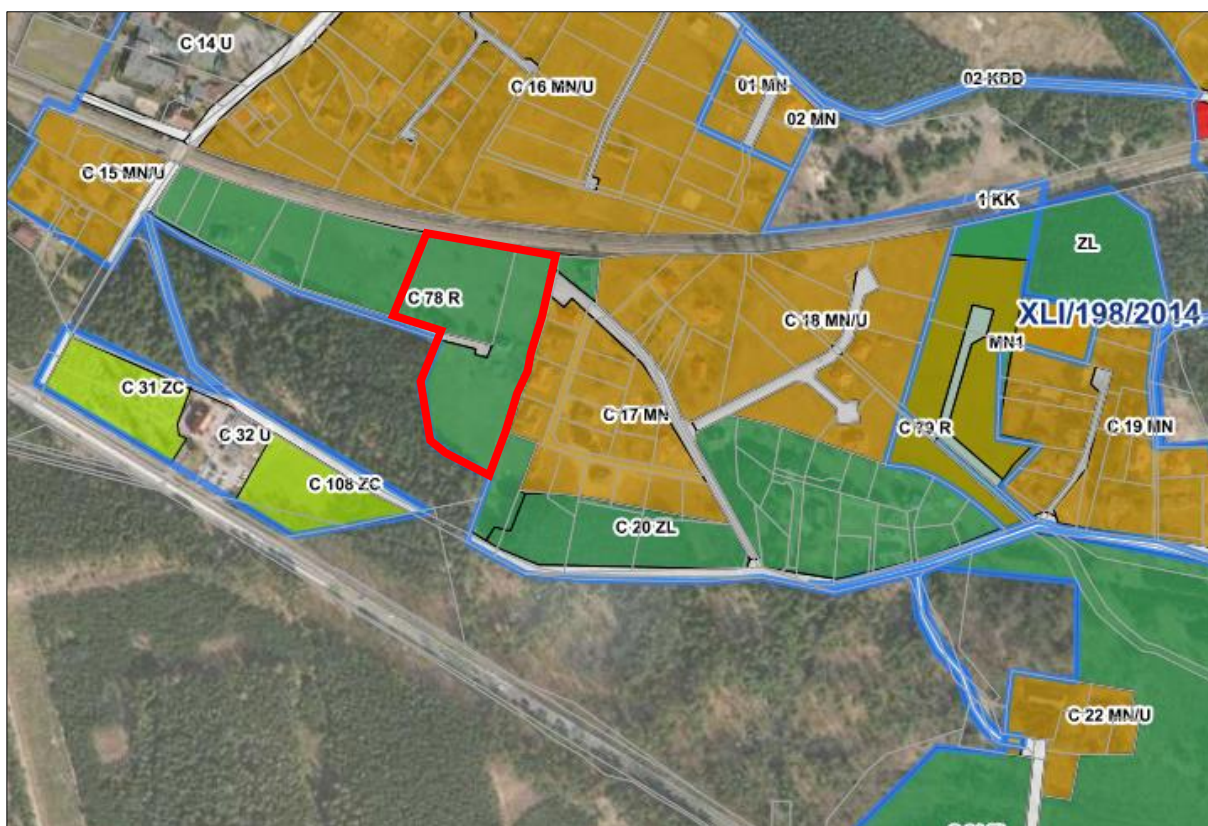 C 14 U
C 16 MN/U
01 MN
02 KDD
02 MN
C 15 MN/U
1 KK
ZL
C 78 R
XLI/198/2014
C 18 MN/U
MN1
C 31 ZC
C 17 MN
C 79 R
C 19 MN
C 32 U
C 108 ZC
C 20 ZL
C 22 MN/U